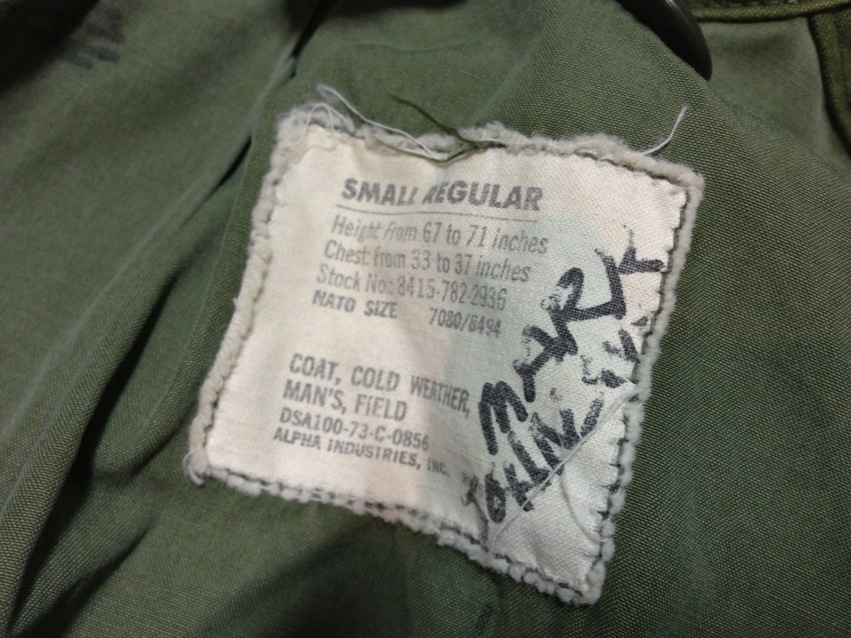 SMALL REGULAR
Height: From 67 to 71 inches
Chest: From 33 to 37 inches
Stock No.: 8415-782-2936
NATO SIZE 7080/8494
COAT, COLD WEATHER,
MAN'S, FIELD
DSA100-73-C-0856
ALPHA INDUSTRIES, INC.
MARK